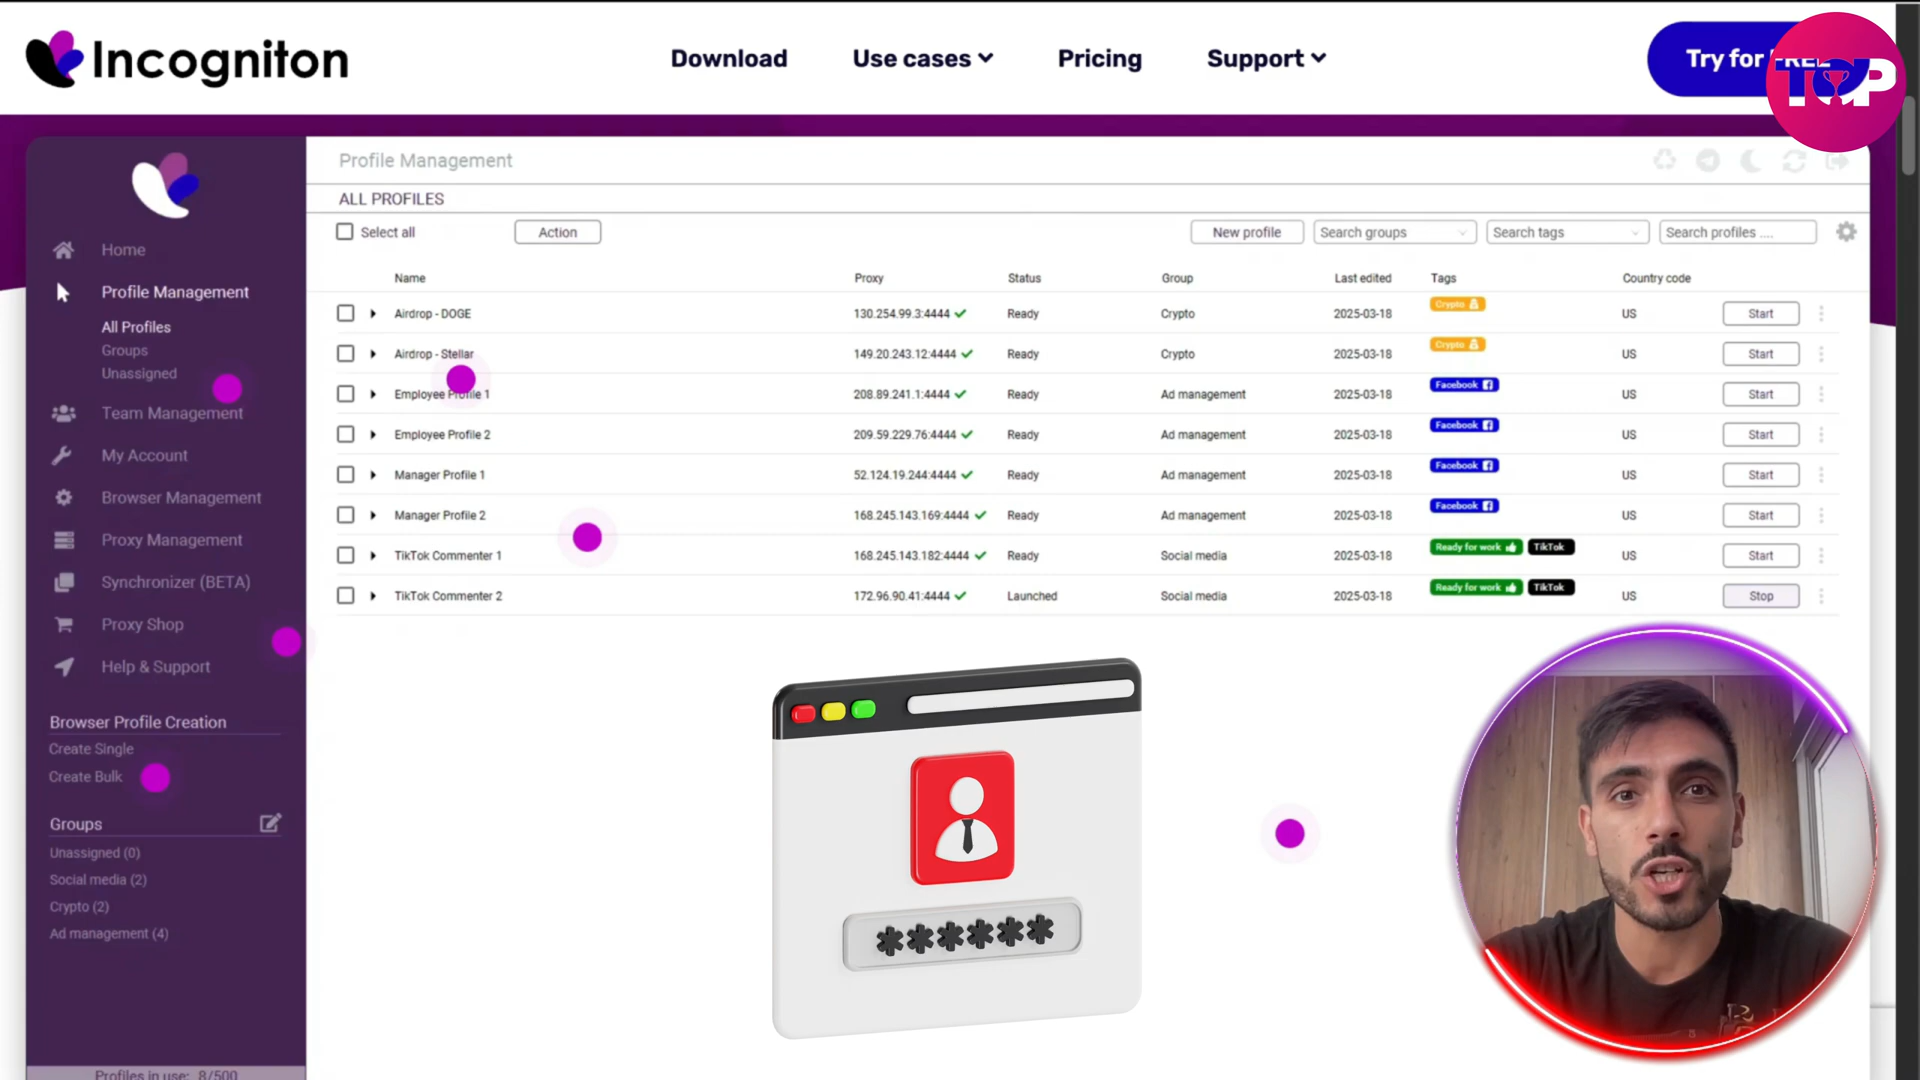 Incogniton
Download
Use cases
Pricing
Support
Try for FREE
TOP
Profile Management
ALL PROFILES
Select all
Action
New profile
Search groups
Search tags
Search profiles ....
Name Proxy Status Group Last edited Tags Country code
Airdrop - DOGE 130.254.99.3:4444 Ready Crypto 2025-03-18 Crypto US Start
Airdrop - Stellar 149.20.243.12:4444 Ready Crypto 2025-03-18 Crypto US Start
Employee Profile 1 208.89.241.1:4444 Ready Ad management 2025-03-18 Facebook US Start
Employee Profile 2 209.59.229.76:4444 Ready Ad management 2025-03-18 Facebook US Start
Manager Profile 1 52.124.19.244:4444 Ready Ad management 2025-03-18 Facebook US Start
Manager Profile 2 168.245.143.169:4444 Ready Ad management 2025-03-18 Facebook US Start
TikTok Commenter 1 168.245.143.182:4444 Ready Social media 2025-03-18 Ready for work TikTok US Start
TikTok Commenter 2 172.96.90.41:4444 Launched Social media 2025-03-18 Ready for work TikTok US Stop
Home
Profile Management
All Profiles
Groups
Unassigned
Team Management
My Account
Browser Management
Proxy Management
Synchronizer (BETA)
Proxy Shop
Help & Support
Browser Profile Creation
Create Single
Create Bulk
Groups
Unassigned (0)
Social media (2)
Crypto (2)
Ad management (4)
Profiles in use: 8/500
******